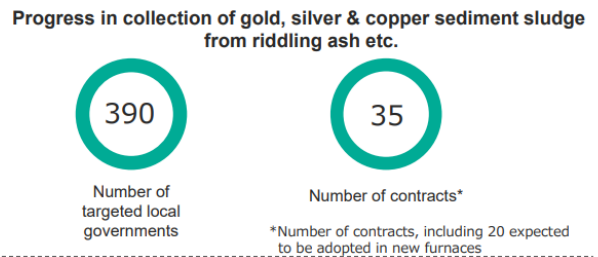 Progress in collection of gold, silver & copper sediment sludge
from riddling ash etc.
390
35
Number of
targeted local
governments
Number of contracts*
*Number of contracts, including 20 expected
to be adopted in new furnaces